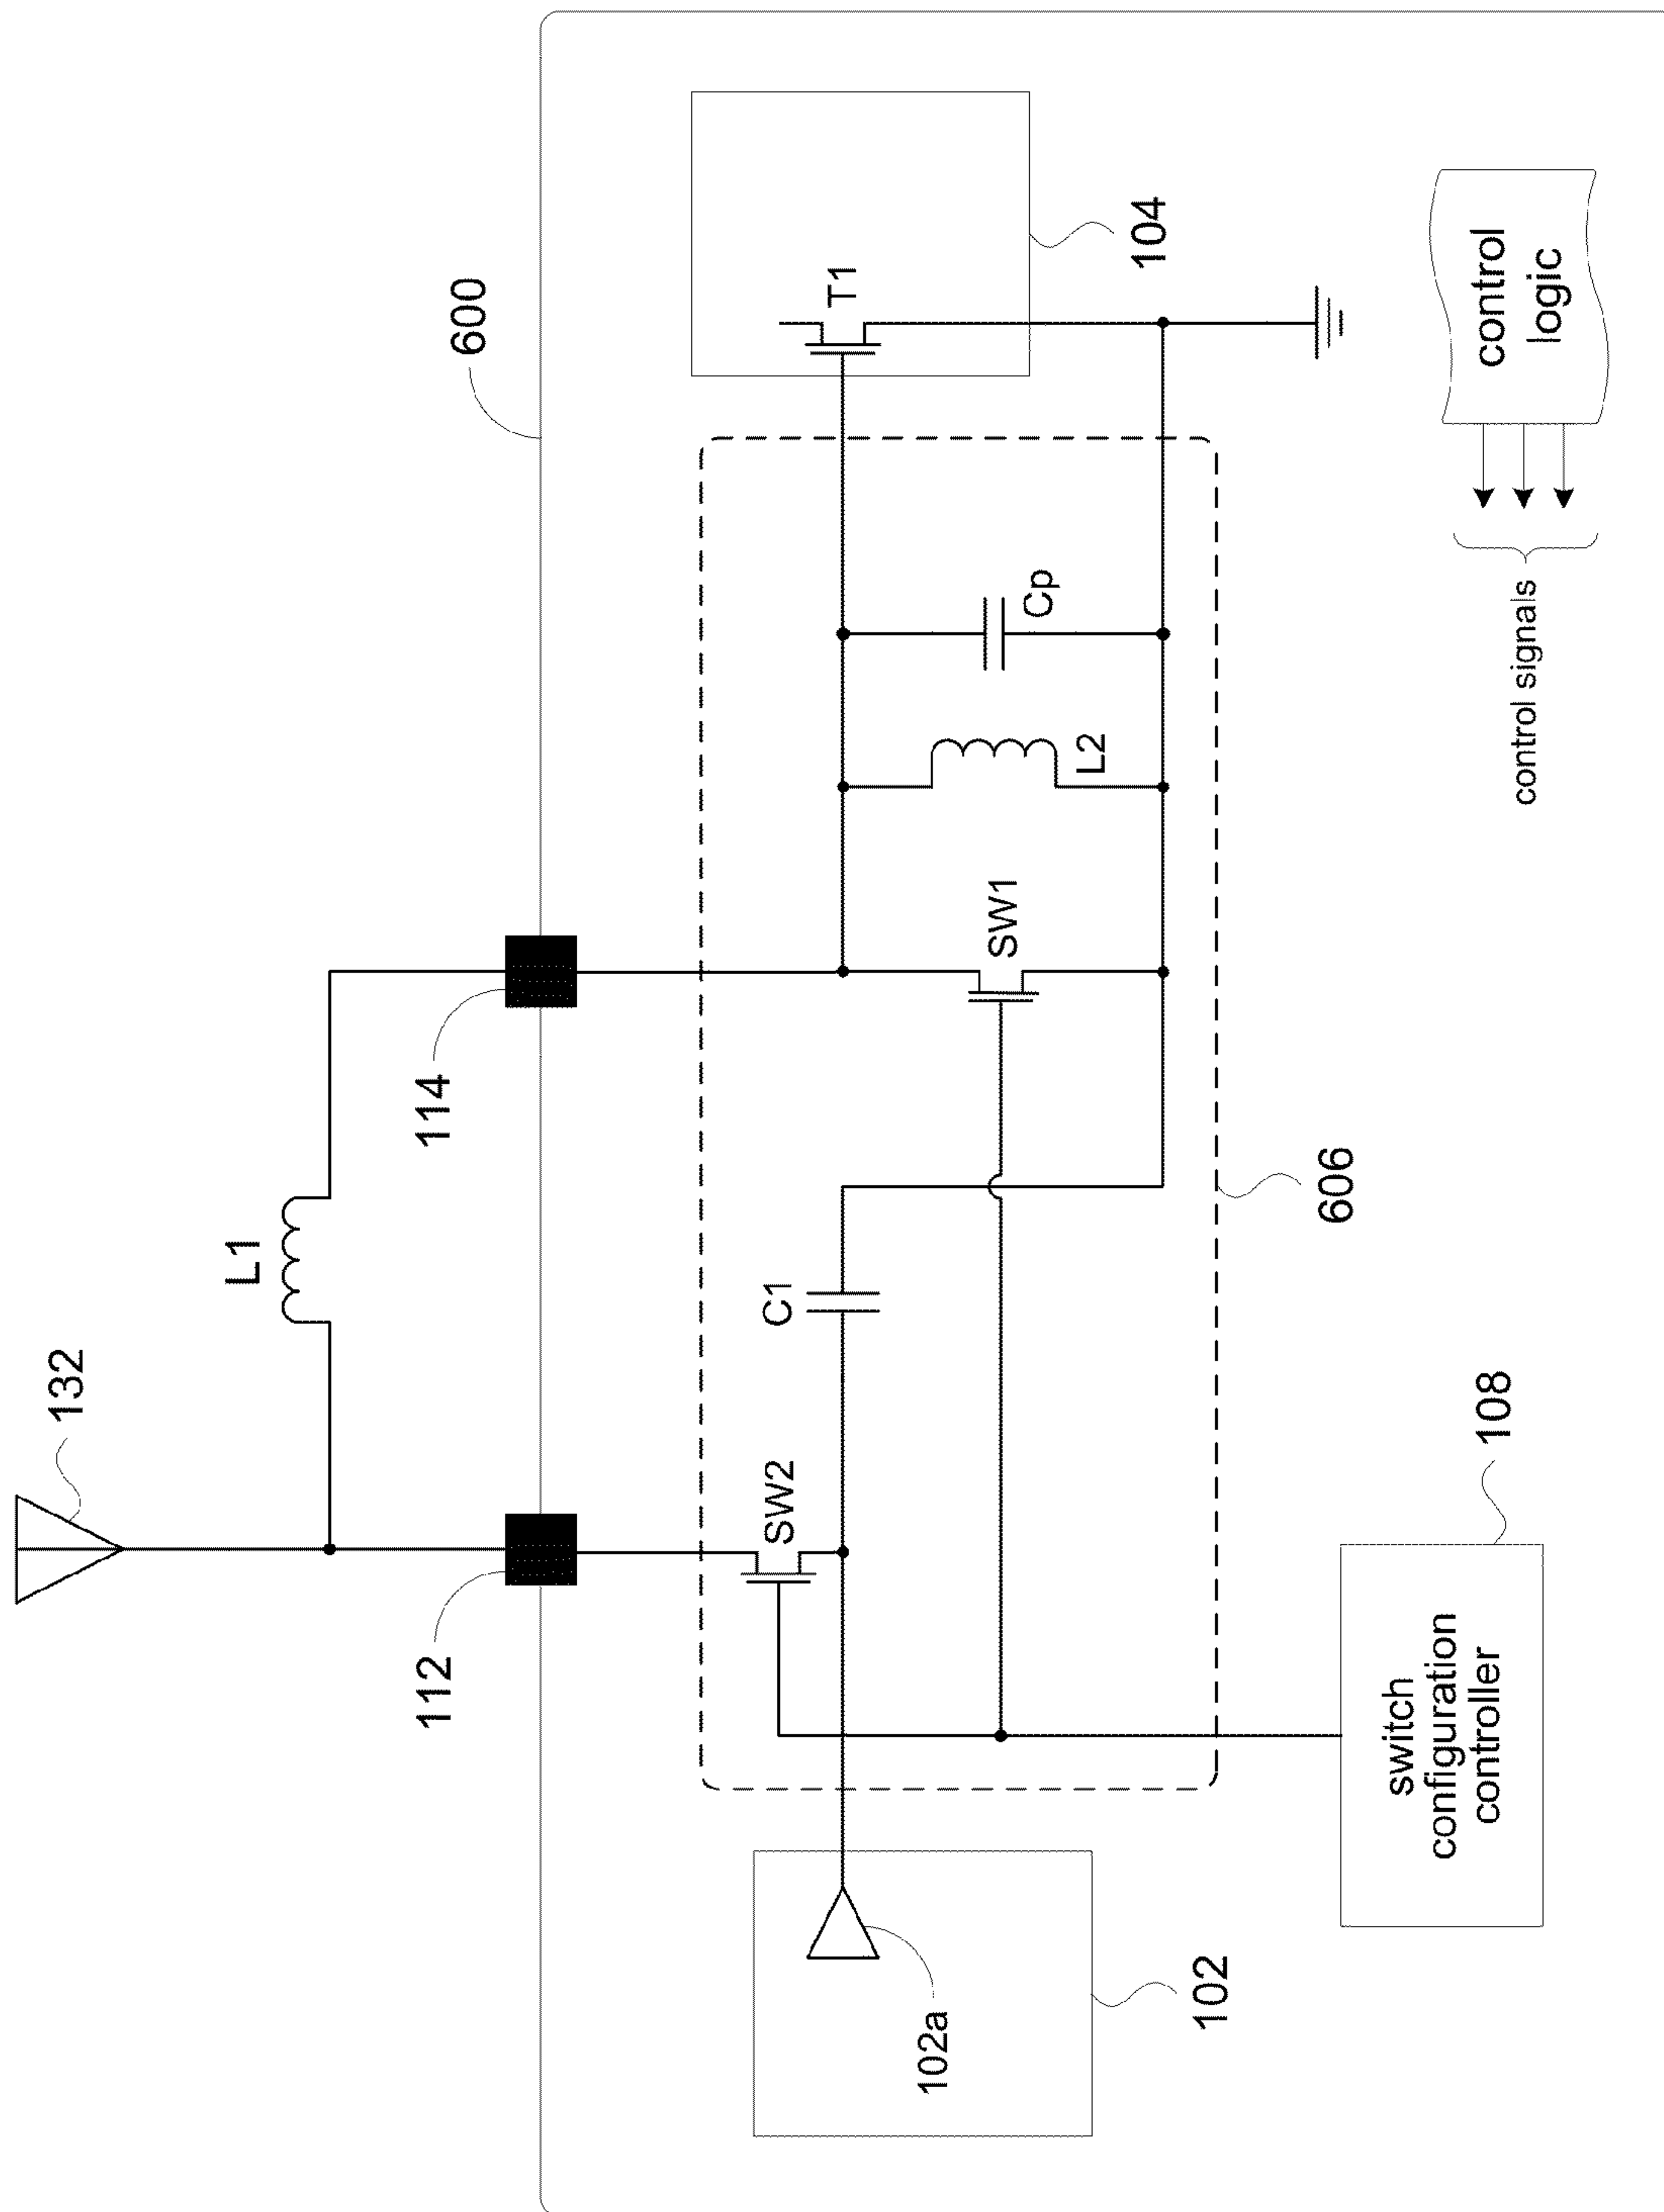 132
L1
112
114
600
102a
102
SW2
C1
SW1
L2
Cp
T1
104
606
switch
configuration
controller
108
control
logic
control signals